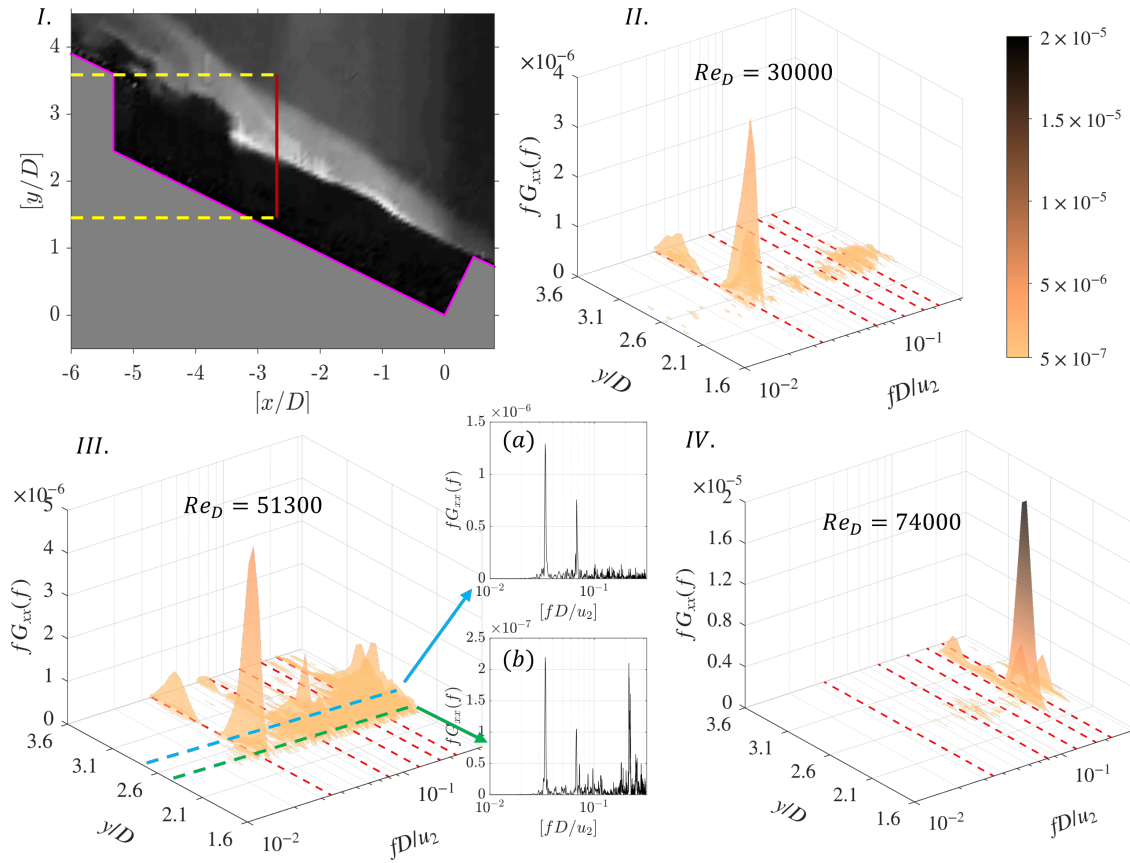 I.
[y/D]
4
3
2
1
0
-6 -5 -4 -3 -2 -1 0
[x/D]
II.
×10⁻⁶
Re_D = 30000
fG_xx(f)
4
3
2
1
0
3.6
3.1
2.6
2.1
1.6
y/D
10⁻² 10⁻¹
fD/u₂
2 × 10⁻⁵
1 × 10⁻⁵
5 × 10⁻⁶
5 × 10⁻⁷
III.
×10⁻⁶
Re_D = 51300
fG_xx(f)
5
4
3
2
1
0
3.6
3.1
2.6
2.1
1.6
y/D
10⁻² 10⁻¹
fD/u₂
×10⁻⁶
(a)
fG_xx(f)
1.5
1
0.5
0
10⁻² 10⁻¹
[fD/u₂]
×10⁻⁷
(b)
fG_xx(f)
2.5
2.0
1.5
1.0
0.5
0
10⁻² 10⁻¹
[fD/u₂]
IV.
×10⁻⁵
Re_D = 74000
fG_xx(f)
2
1.6
1.2
0.8
0.4
0
3.6
3.1
2.6
2.1
1.6
y/D
10⁻² 10⁻¹
fD/u₂